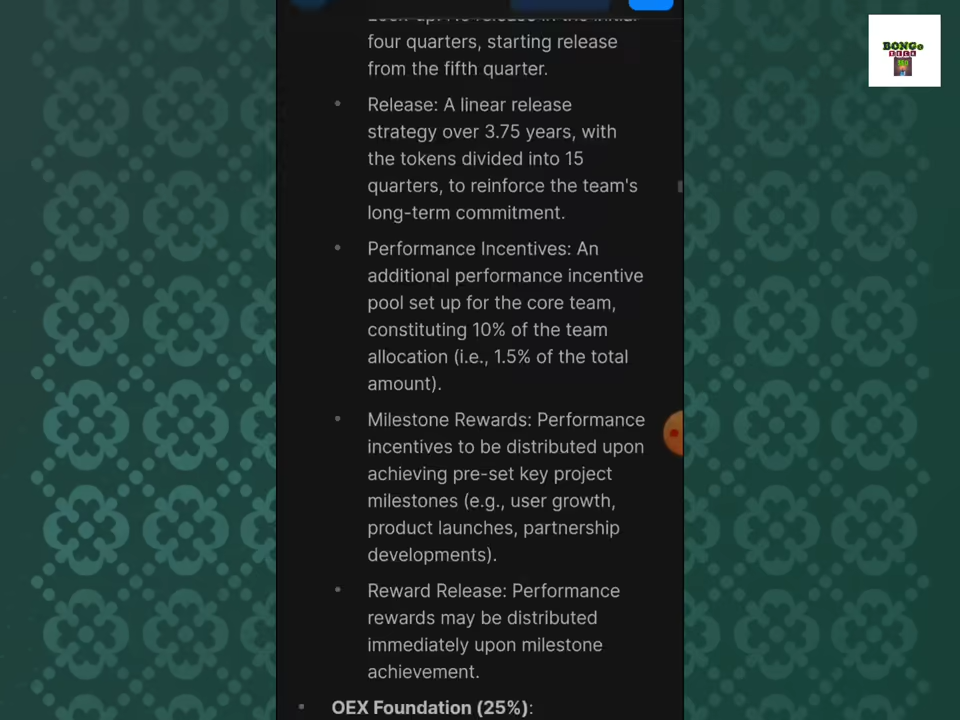 four quarters, starting release
from the fifth quarter.
• Release: A linear release
strategy over 3.75 years, with
the tokens divided into 15
quarters, to reinforce the team's
long-term commitment.
• Performance Incentives: An
additional performance incentive
pool set up for the core team,
constituting 10% of the team
allocation (i.e., 1.5% of the total
amount).
• Milestone Rewards: Performance
incentives to be distributed upon
achieving pre-set key project
milestones (e.g., user growth,
product launches, partnership
developments).
• Reward Release: Performance
rewards may be distributed
immediately upon milestone
achievement.
• OEX Foundation (25%):
BONGO
TECH
360